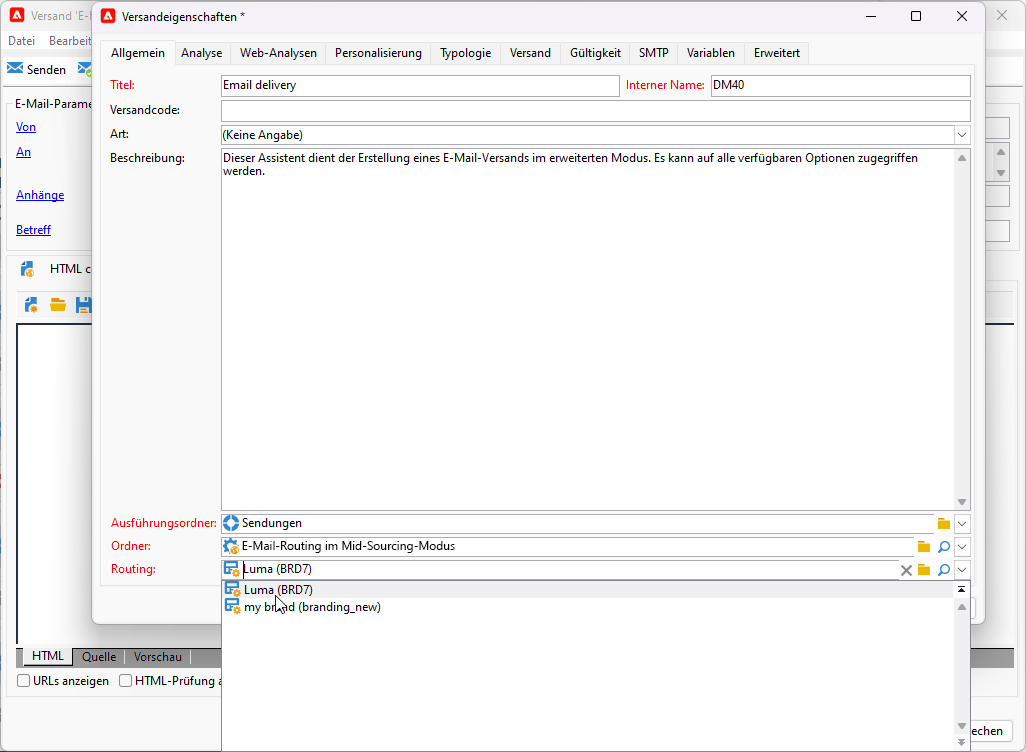 Versand 'E-
Versandeigenschaften *
Datei Bearbeit
Senden
Allgemein Analyse Web-Analysen Personalisierung Typologie Versand Gültigkeit SMTP Variablen Erweitert
E-Mail-Parame
Von
An
Anhänge
Betreff
Titel: Email delivery Interner Name: DM40
Versandcode:
Art: (Keine Angabe)
Beschreibung: Dieser Assistent dient der Erstellung eines E-Mail-Versands im erweiterten Modus. Es kann auf alle verfügbaren Optionen zugegriffen
werden.
HTML c
Ausführungsordner: Sendungen
Ordner: E-Mail-Routing im Mid-Sourcing-Modus
Routing: Luma (BRD7)
Luma (BRD7)
my brand (branding_new)
HTML Quelle Vorschau
URLs anzeigen HTML-Prüfung a
echen